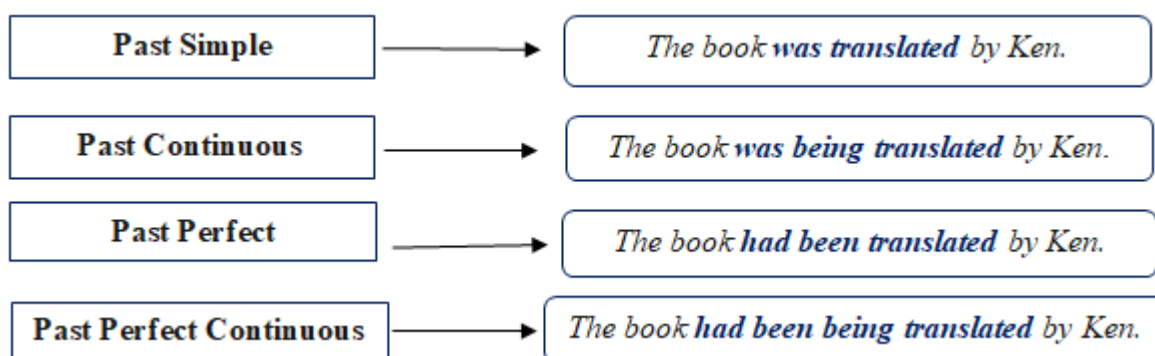 Past Simple
The book was translated by Ken.
Past Continuous
The book was being translated by Ken.
Past Perfect
The book had been translated by Ken.
Past Perfect Continuous
The book had been being translated by Ken.